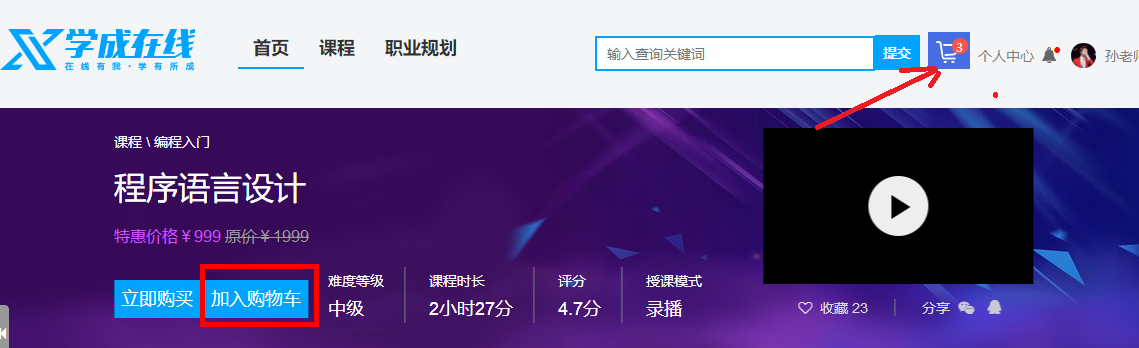 学成在线
在线有我·学有所成
首页 课程 职业规划
输入查询关键词 提交 3 个人中心 孙老师
课程 \ 编程入门
程序语言设计
特惠价格￥999 原价￥1999
立即购买 加入购物车
难度等级 课程时长 评分 授课模式
中级 2小时27分 4.7分 录播
收藏 23 分享